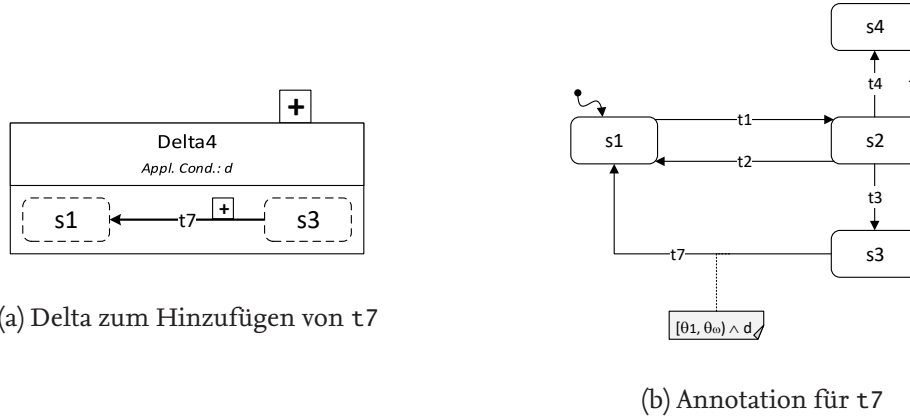 +
Delta4
Appl. Cond.: d
s1
t7
+
s3
(a) Delta zum Hinzufügen von t7
s4
t4
s1
t1
s2
t2
t3
t7
s3
[θ1, θω) ∧ d
(b) Annotation für t7